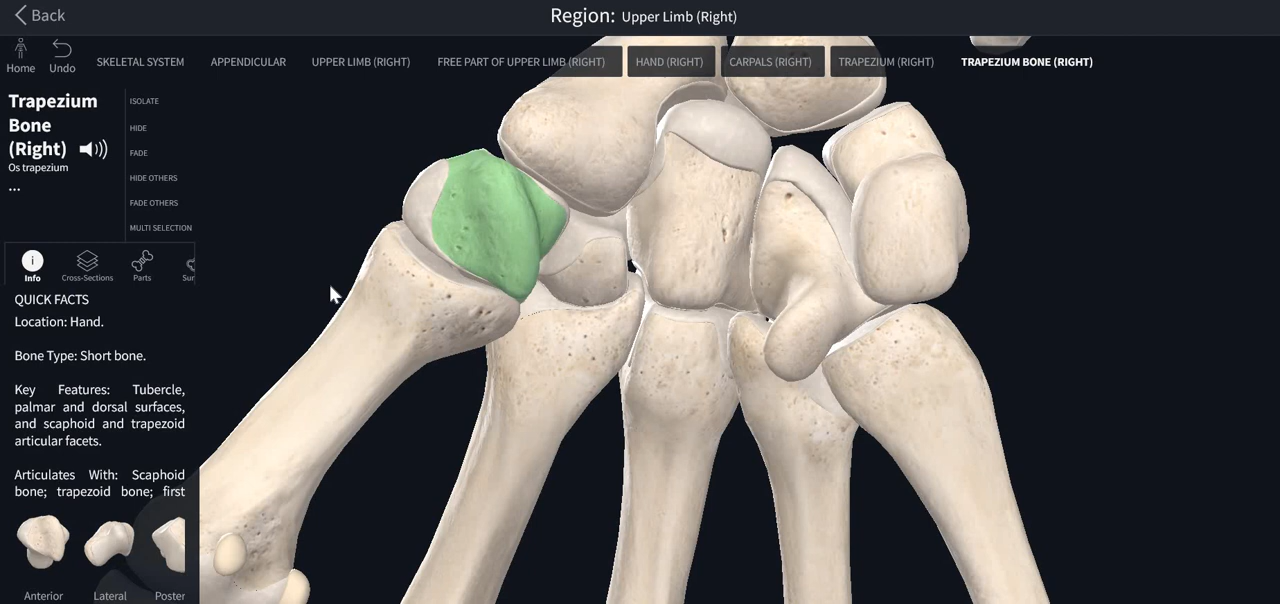 Back
Region: Upper Limb (Right)
Home
Undo
SKELETAL SYSTEM
APPENDICULAR
UPPER LIMB (RIGHT)
FREE PART OF UPPER LIMB (RIGHT)
HAND (RIGHT)
CARPALS (RIGHT)
TRAPEZIUM (RIGHT)
TRAPEZIUM BONE (RIGHT)
Trapezium
Bone
(Right)
Os trapezium
...
ISOLATE
HIDE
FADE
HIDE OTHERS
FADE OTHERS
MULTI SELECTION
Info
Cross-Sections
Parts
Sur
QUICK FACTS
Location: Hand.
Bone Type: Short bone.
Key Features: Tubercle,
palmar and dorsal surfaces,
and scaphoid and trapezoid
articular facets.
Articulates With: Scaphoid
bone; trapezoid bone; first
Anterior
Lateral
Poster